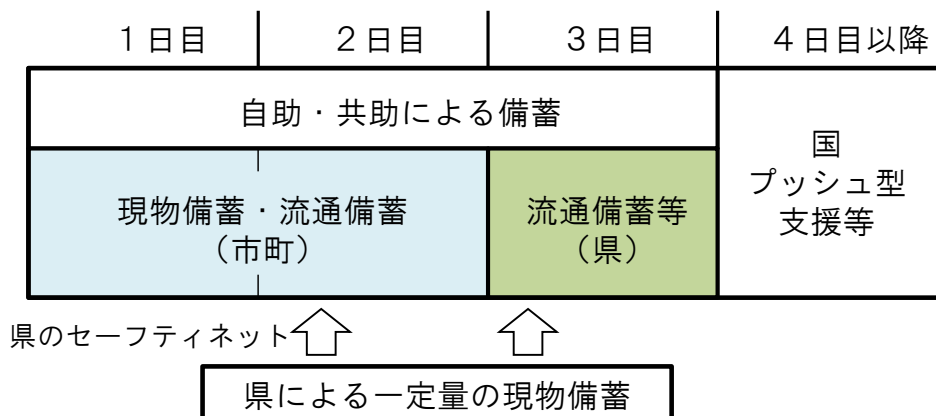 １日目
２日目
３日目
４日目以降
自助・共助による備蓄
国
プッシュ型
支援等
現物備蓄・流通備蓄
（市町）
流通備蓄等
（県）
県のセーフティネット
県による一定量の現物備蓄